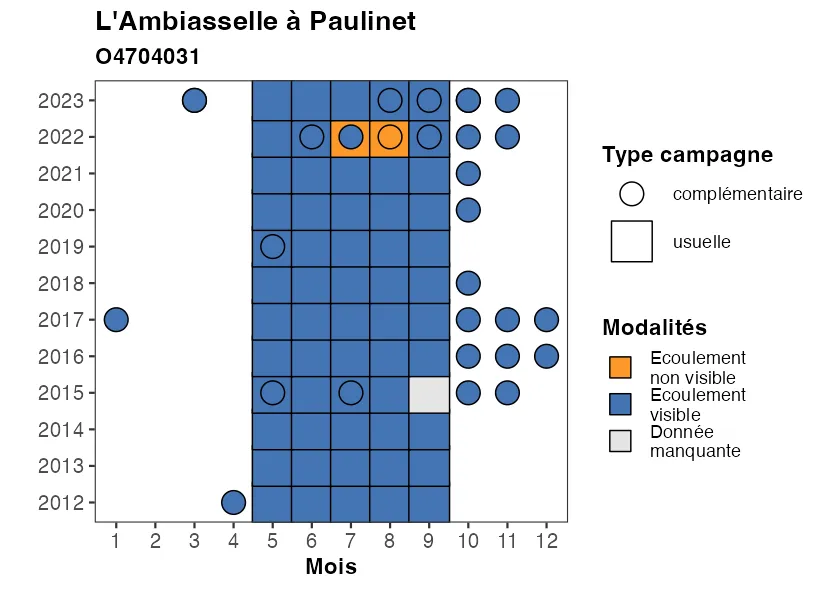 L'Ambiasselle à Paulinet
O4704031
2023
2022
2021
2020
2019
2018
2017
2016
2015
2014
2013
2012
1 2 3 4 5 6 7 8 9 10 11 12
Mois
Type campagne
complémentaire
usuelle
Modalités
Ecoulement
non visible
Ecoulement
visible
Donnée
manquante